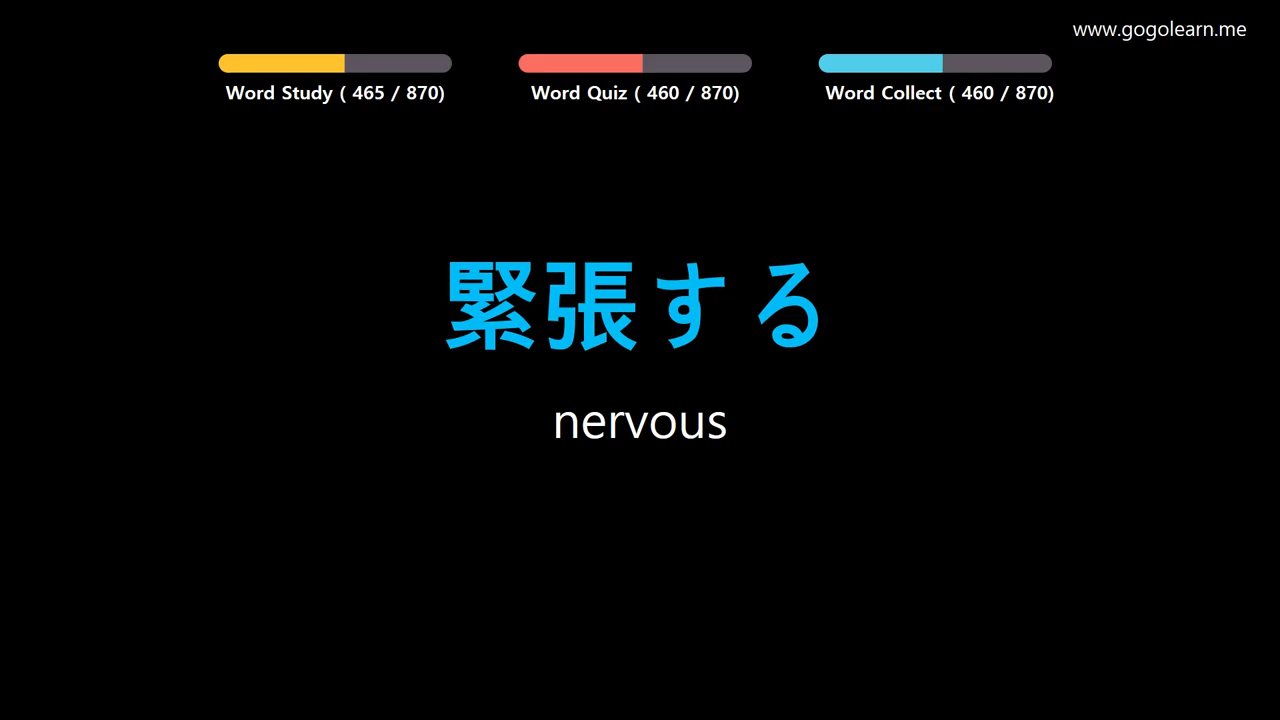 www.gogolearn.me
Word Study ( 465 / 870)
Word Quiz ( 460 / 870)
Word Collect ( 460 / 870)
緊張する
nervous